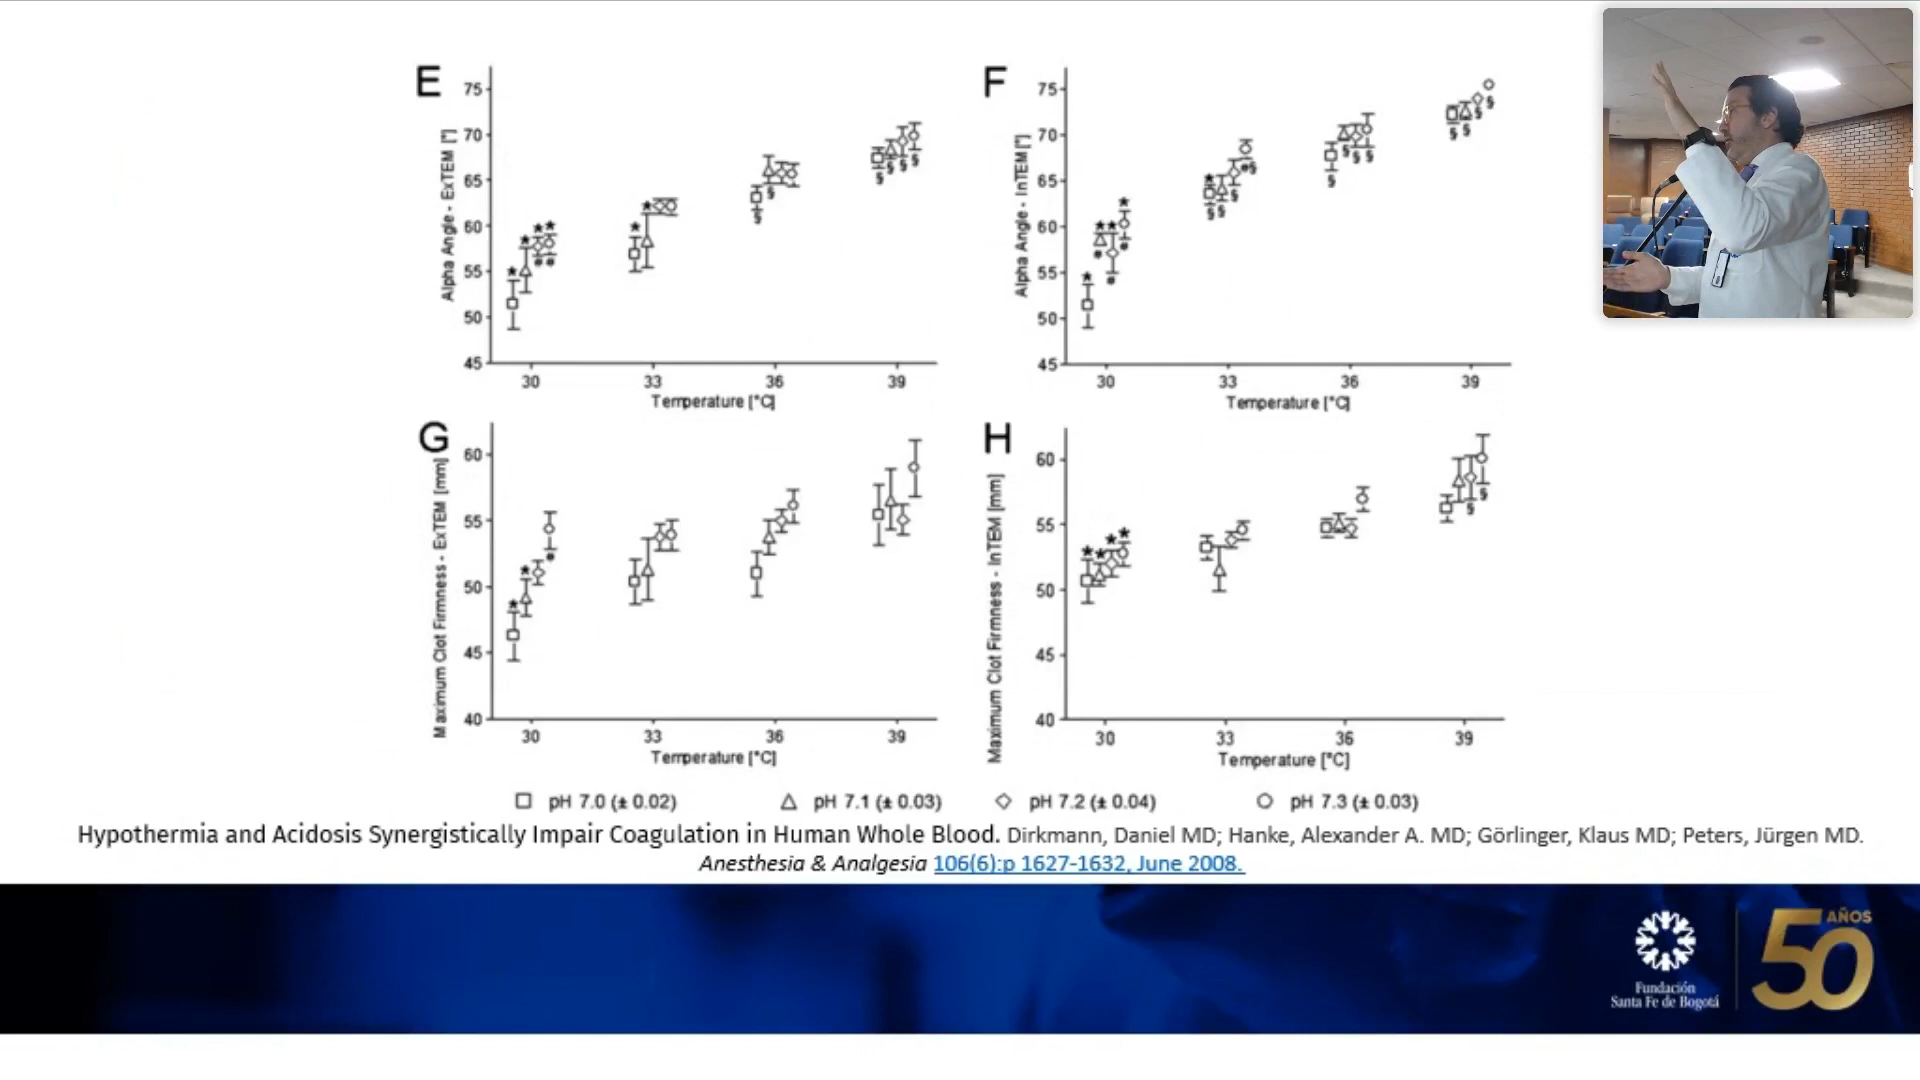 E
75
70
65
60
55
50
45
Alpha Angle - ExTEM [°]
30 33 36 39
Temperature [°C]
F
75
70
65
60
55
50
45
Alpha Angle - InTEM [°]
30 33 36 39
Temperature [°C]
G
60
55
50
45
40
Maximum Clot Firmness - ExTEM [mm]
30 33 36 39
Temperature [°C]
H
60
55
50
45
40
Maximum Clot Firmness - InTEM [mm]
30 33 36 39
Temperature [°C]
pH 7.0 (± 0.02) pH 7.1 (± 0.03) pH 7.2 (± 0.04) pH 7.3 (± 0.03)
Hypothermia and Acidosis Synergistically Impair Coagulation in Human Whole Blood. Dirkmann, Daniel MD; Hanke, Alexander A. MD; Görlinger, Klaus MD; Peters, Jürgen MD.
Anesthesia & Analgesia 106(6):p 1627-1632, June 2008.
Fundación
Santa Fe de Bogotá
50 AÑOS